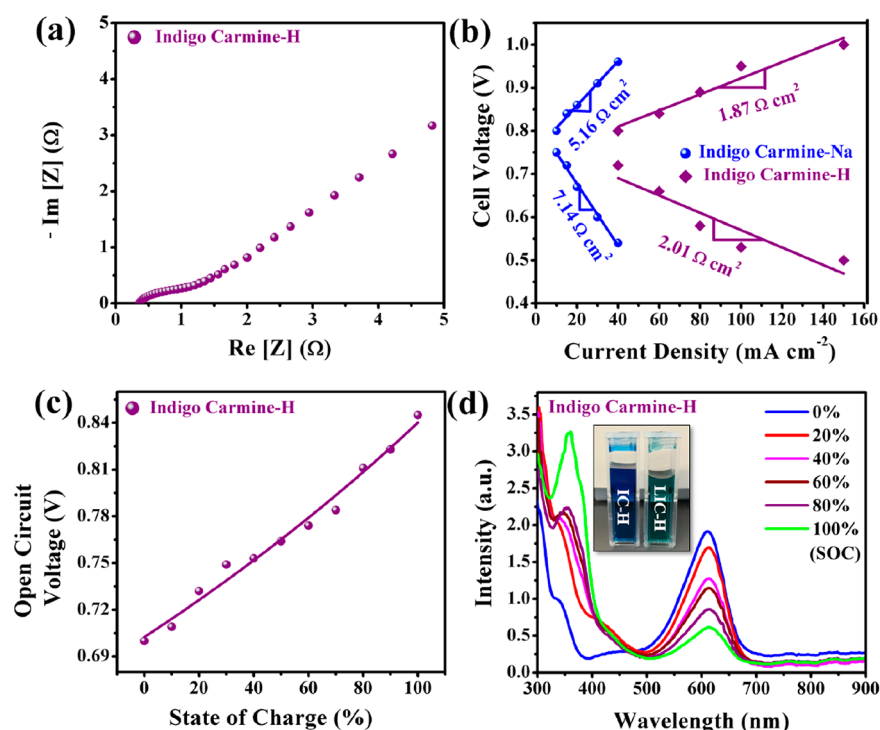 (a)
Indigo Carmine-H
5
4
3
2
1
0
- Im [Z] (Ω)
0 1 2 3 4 5
Re [Z] (Ω)
(b)
1.0
0.9
0.8
0.7
0.6
0.5
0.4
Cell Voltage (V)
5.16 Ω cm²
7.14 Ω cm²
1.87 Ω cm²
Indigo Carmine-Na
Indigo Carmine-H
2.01 Ω cm²
0 20 40 60 80 100 120 140 160
Current Density (mA cm⁻²)
(c)
Indigo Carmine-H
0.84
0.81
0.78
0.75
0.72
0.69
Open Circuit
Voltage (V)
0 20 40 60 80 100
State of Charge (%)
(d)
Indigo Carmine-H
3.5
3.0
2.5
2.0
1.5
1.0
0.5
0.0
Intensity (a.u.)
IC-H
LIC-H
0%
20%
40%
60%
80%
100%
(SOC)
300 400 500 600 700 800 900
Wavelength (nm)